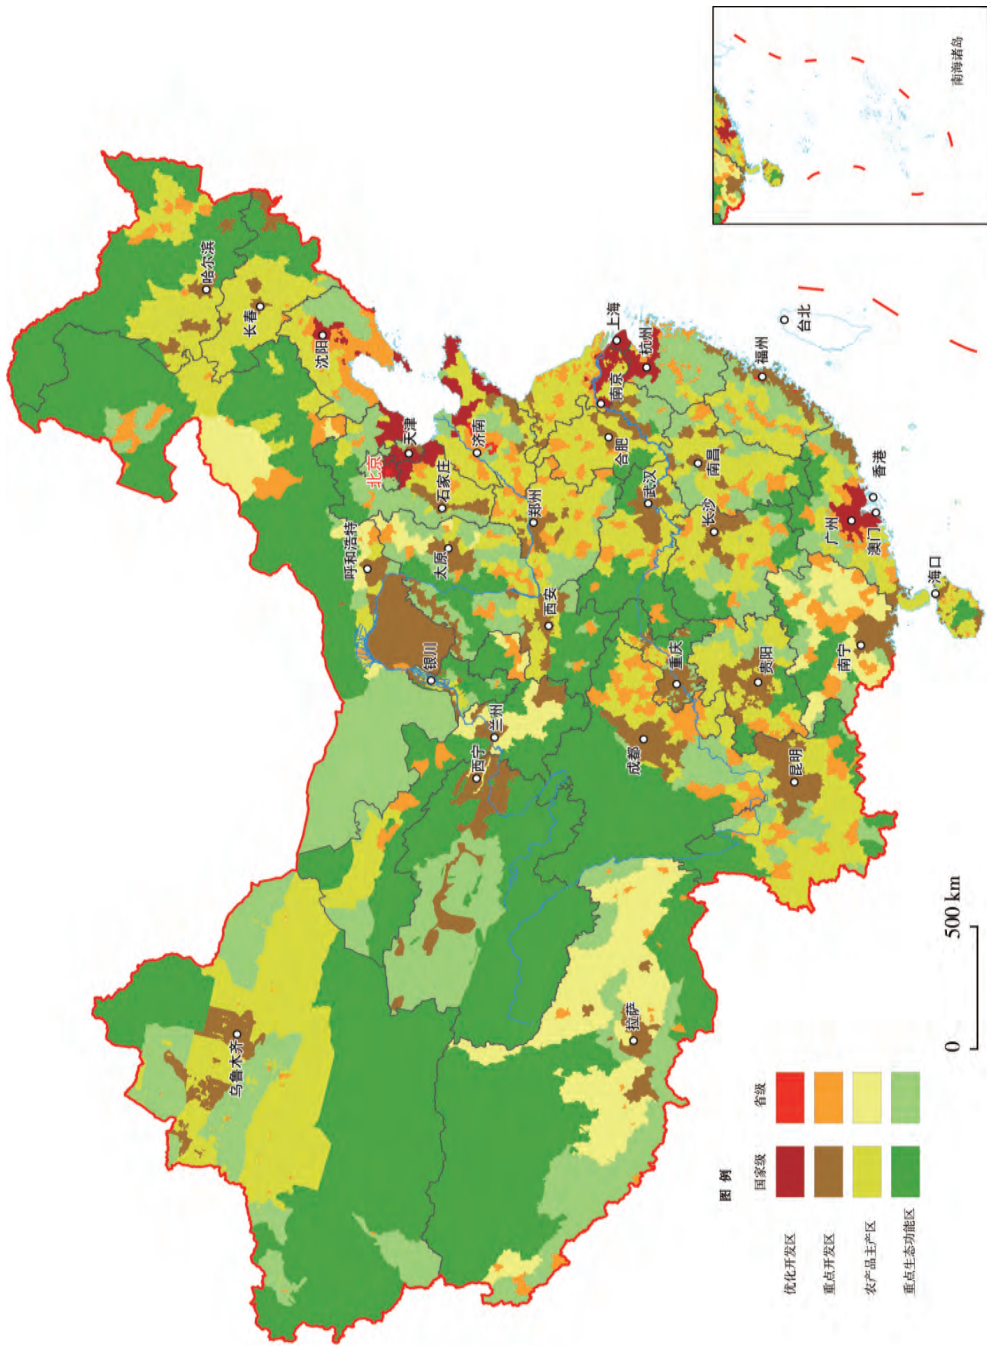 哈尔滨
长春
沈阳
乌鲁木齐
呼和浩特
北京
天津
石家庄
太原
银川
济南
西宁
兰州
郑州
西安
南京
上海
合肥
杭州
拉萨
成都
重庆
武汉
南昌
长沙
贵阳
昆明
福州
台北
南宁
广州
香港
澳门
海口
南海诸岛
图 例
国家级 省级
优化开发区
重点开发区
农产品主产区
重点生态功能区
0 500 km